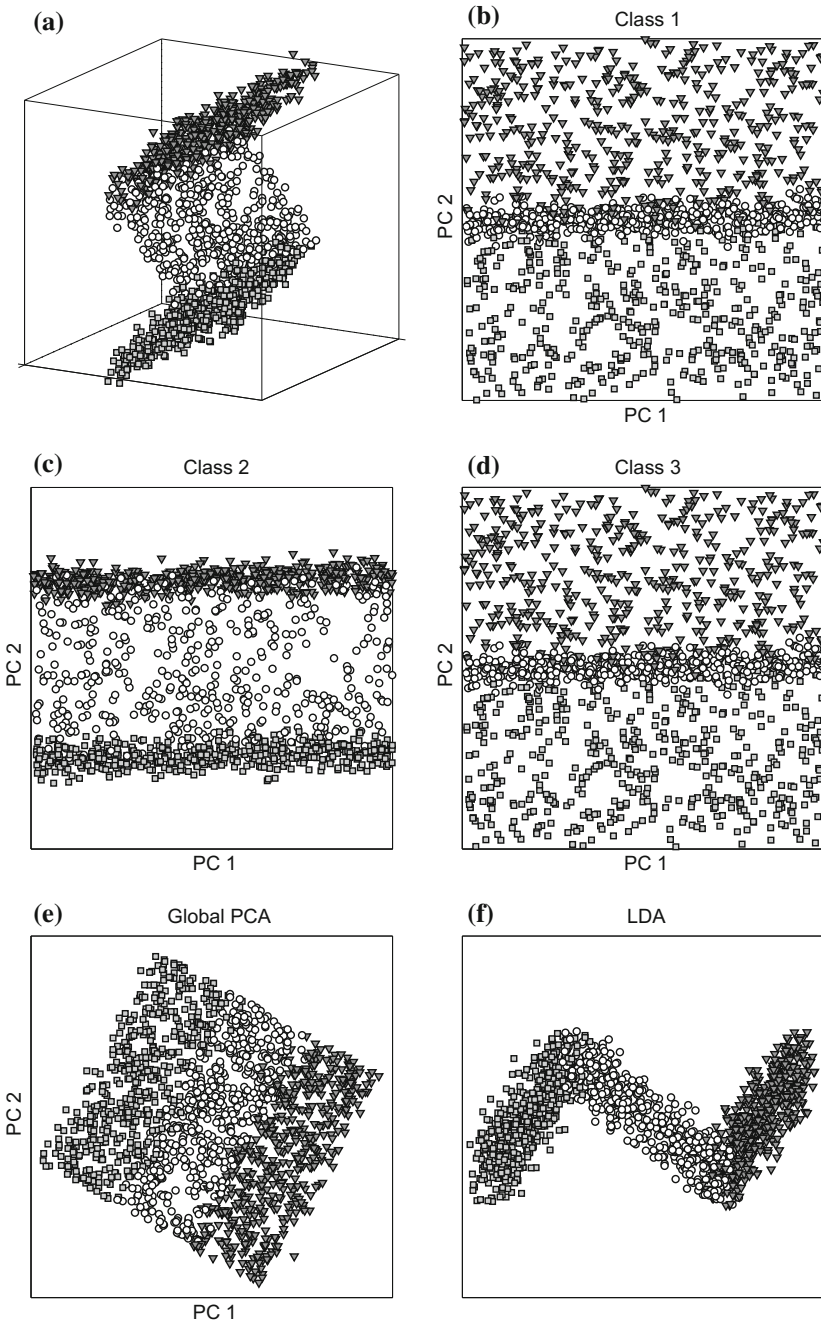 (a)
(b)
Class 1
PC 2
PC 1
(c)
Class 2
PC 2
PC 1
(d)
Class 3
PC 2
PC 1
(e)
Global PCA
PC 2
PC 1
(f)
LDA